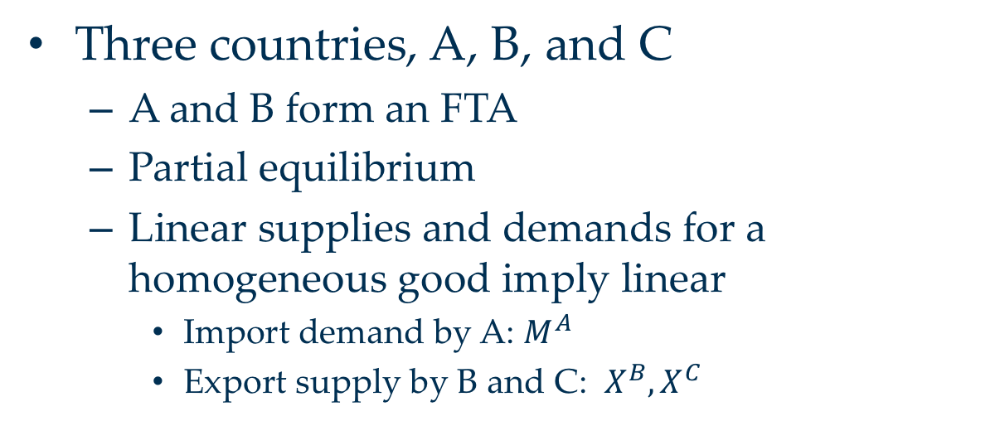 • Three countries, A, B, and C
– A and B form an FTA
– Partial equilibrium
– Linear supplies and demands for a
homogeneous good imply linear
• Import demand by A: $M^A$
• Export supply by B and C: $X^B, X^C$